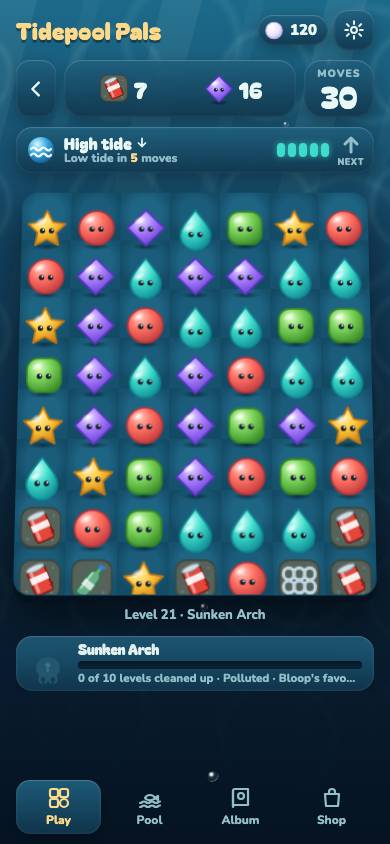 Tidepool Pals
120
7
16
MOVES
30
High tide ↓
Low tide in 5 moves
NEXT
Level 21 · Sunken Arch
Sunken Arch
0 of 10 levels cleaned up · Polluted · Bloop's favo...
Play
Pool
Album
Shop